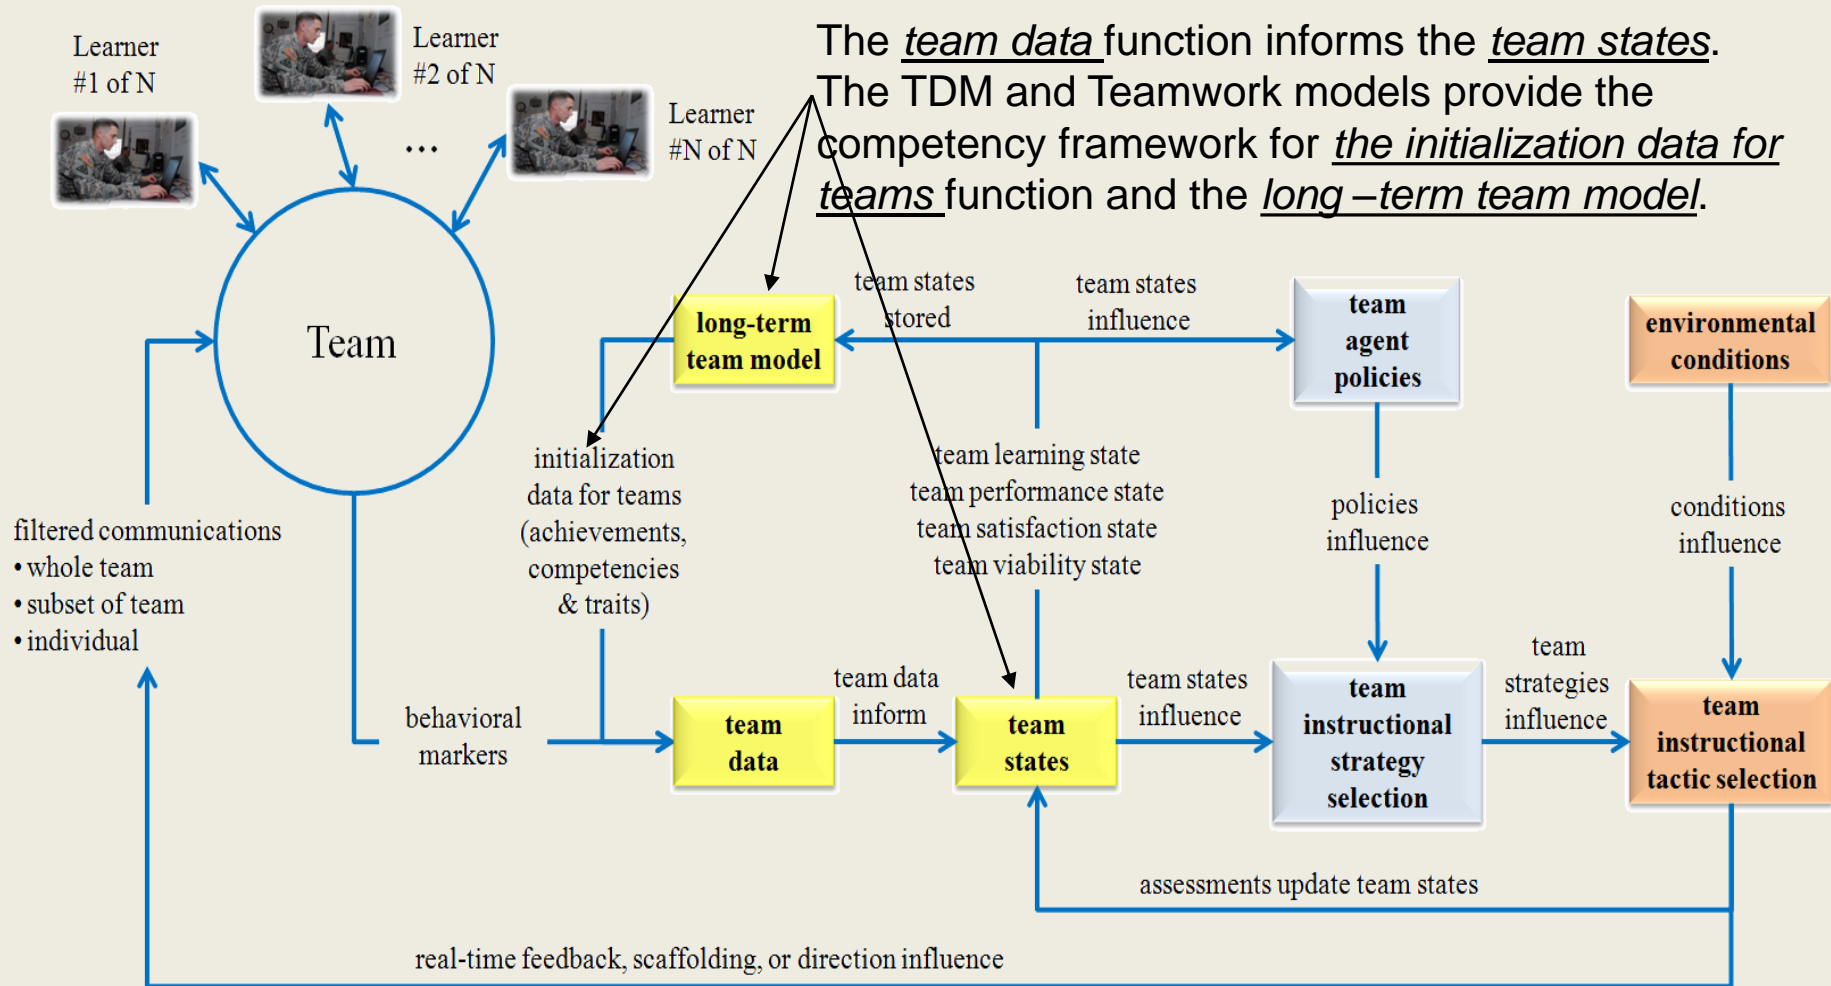 The team data function informs the team states.
The TDM and Teamwork models provide the
competency framework for the initialization data for
teams function and the long –term team model.
Learner
#1 of N
Learner
#2 of N
...
Learner
#N of N
Team
long-term
team model
team states
stored
team states
influence
team
agent
policies
environmental
conditions
initialization
data for teams
(achievements,
competencies
& traits)
team learning state
team performance state
team satisfaction state
team viability state
policies
influence
conditions
influence
filtered communications
• whole team
• subset of team
• individual
behavioral
markers
team
data
team data
inform
team
states
team states
influence
team
instructional
strategy
selection
team
strategies
influence
team
instructional
tactic selection
assessments update team states
real-time feedback, scaffolding, or direction influence